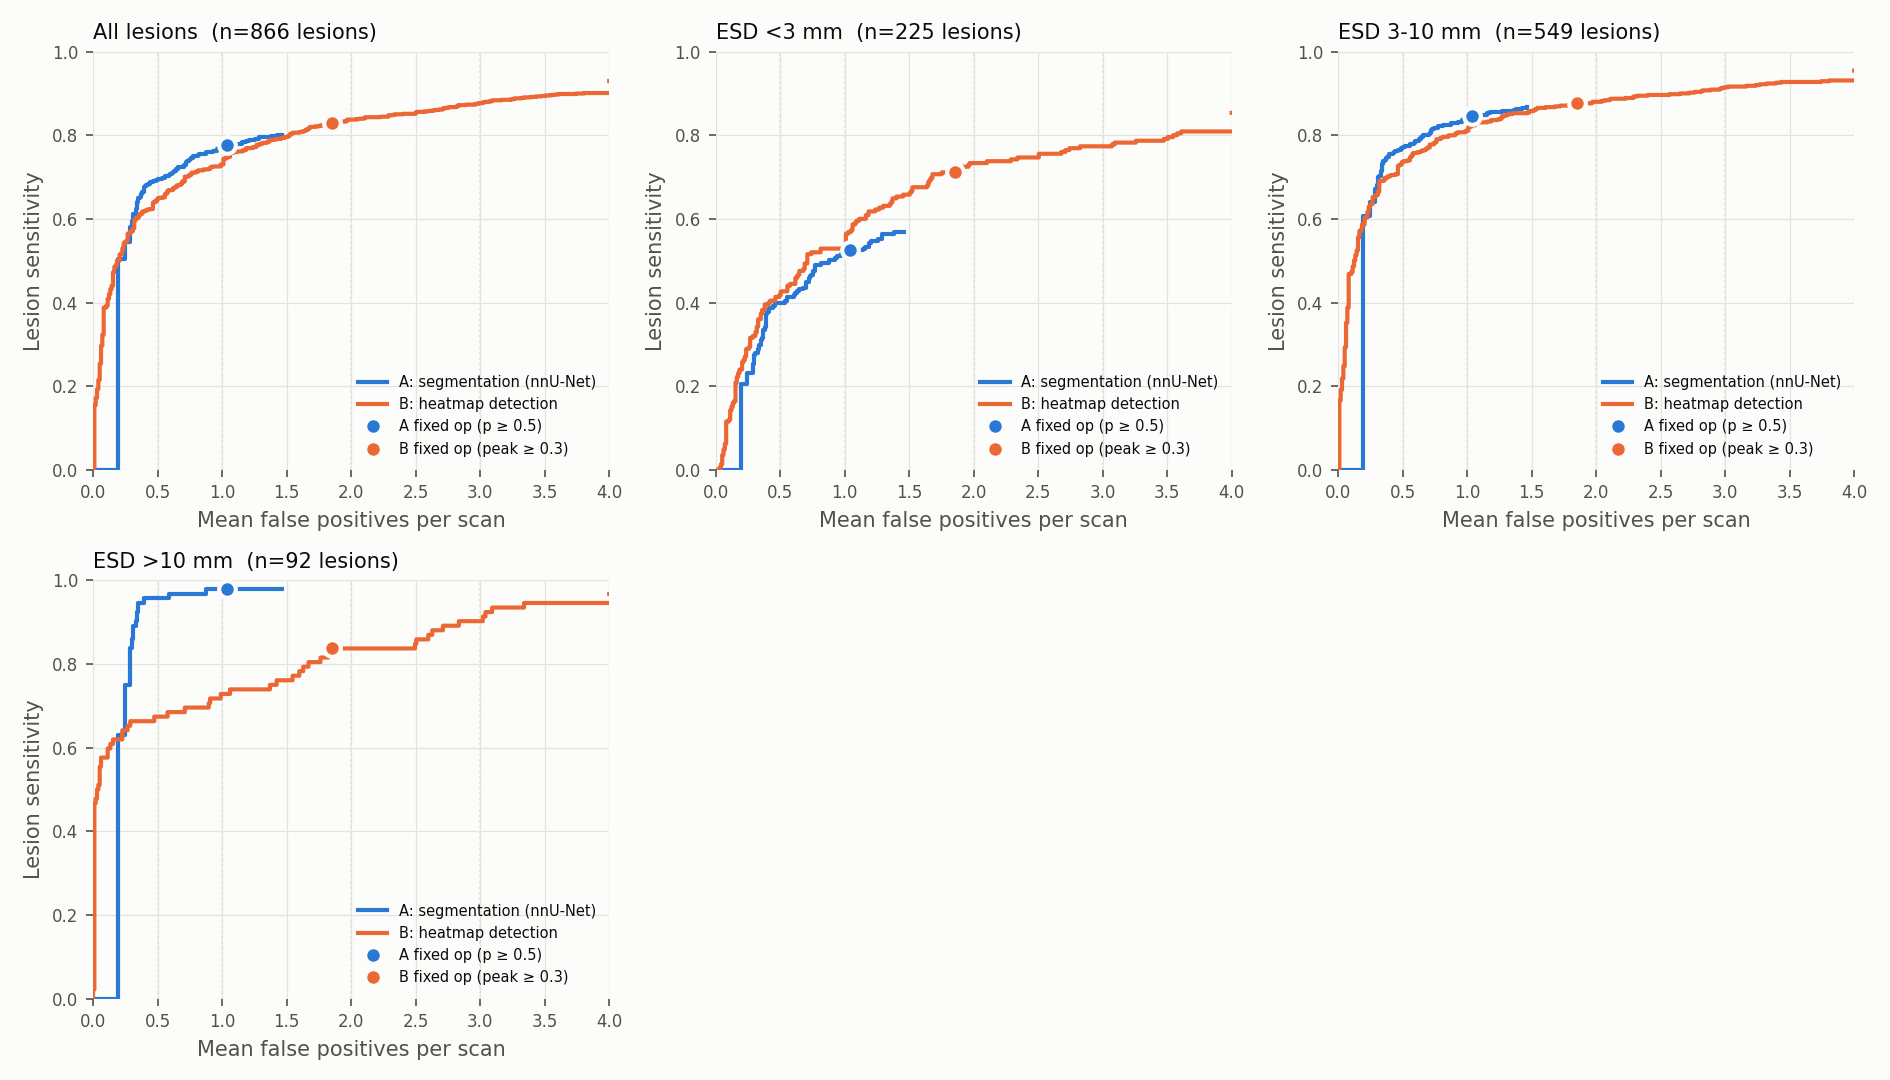 All lesions  (n=866 lesions)
1.0
0.8
0.6
0.4
0.2
0.0
Lesion sensitivity
A: segmentation (nnU-Net)
B: heatmap detection
A fixed op (p ≥ 0.5)
B fixed op (peak ≥ 0.3)
0.0 0.5 1.0 1.5 2.0 2.5 3.0 3.5 4.0
Mean false positives per scan
ESD <3 mm  (n=225 lesions)
1.0
0.8
0.6
0.4
0.2
0.0
Lesion sensitivity
A: segmentation (nnU-Net)
B: heatmap detection
A fixed op (p ≥ 0.5)
B fixed op (peak ≥ 0.3)
0.0 0.5 1.0 1.5 2.0 2.5 3.0 3.5 4.0
Mean false positives per scan
ESD 3-10 mm  (n=549 lesions)
1.0
0.8
0.6
0.4
0.2
0.0
Lesion sensitivity
A: segmentation (nnU-Net)
B: heatmap detection
A fixed op (p ≥ 0.5)
B fixed op (peak ≥ 0.3)
0.0 0.5 1.0 1.5 2.0 2.5 3.0 3.5 4.0
Mean false positives per scan
ESD >10 mm  (n=92 lesions)
1.0
0.8
0.6
0.4
0.2
0.0
Lesion sensitivity
A: segmentation (nnU-Net)
B: heatmap detection
A fixed op (p ≥ 0.5)
B fixed op (peak ≥ 0.3)
0.0 0.5 1.0 1.5 2.0 2.5 3.0 3.5 4.0
Mean false positives per scan